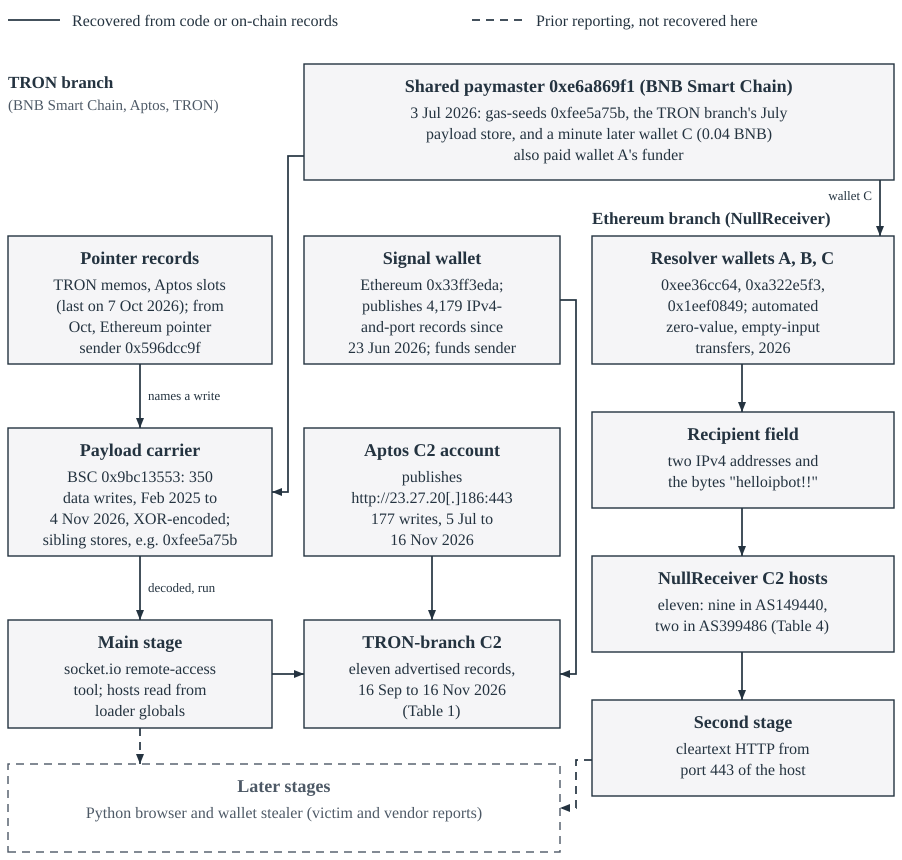 Recovered from code or on-chain records
Prior reporting, not recovered here
TRON branch
(BNB Smart Chain, Aptos, TRON)
Shared paymaster 0xe6a869f1 (BNB Smart Chain)
3 Jul 2026: gas-seeds 0xfee5a75b, the TRON branch's July
payload store, and a minute later wallet C (0.04 BNB)
also paid wallet A's funder
wallet C
Ethereum branch (NullReceiver)
Pointer records
TRON memos, Aptos slots
(last on 7 Oct 2026); from
Oct, Ethereum pointer
sender 0x596dcc9f
Signal wallet
Ethereum 0x33ff3eda;
publishes 4,179 IPv4-
and-port records since
23 Jun 2026; funds sender
Resolver wallets A, B, C
0xee36cc64, 0xa322e5f3,
0x1eef0849; automated
zero-value, empty-input
transfers, 2026
names a write
Payload carrier
BSC 0x9bc13553: 350
data writes, Feb 2025 to
4 Nov 2026, XOR-encoded;
sibling stores, e.g. 0xfee5a75b
Aptos C2 account
publishes
http://23.27.20[.]186:443
177 writes, 5 Jul to
16 Nov 2026
Recipient field
two IPv4 addresses and
the bytes "helloipbot!!"
decoded, run
NullReceiver C2 hosts
eleven: nine in AS149440,
two in AS399486 (Table 4)
Main stage
socket.io remote-access
tool; hosts read from
loader globals
TRON-branch C2
eleven advertised records,
16 Sep to 16 Nov 2026
(Table 1)
Second stage
cleartext HTTP from
port 443 of the host
Later stages
Python browser and wallet stealer (victim and vendor reports)